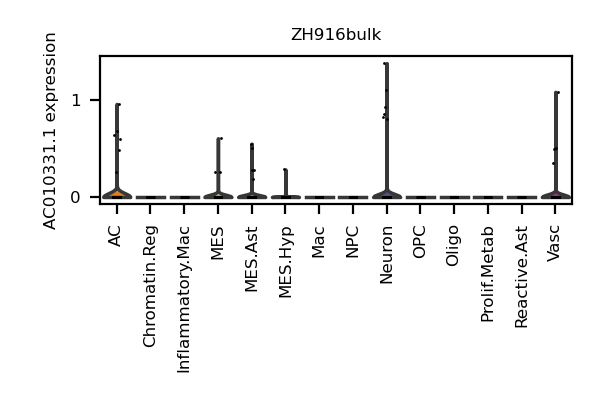 ZH916bulk
AC010331.1 expression
1
0
AC
Chromatin.Reg
Inflammatory.Mac
MES
MES.Ast
MES.Hyp
Mac
NPC
Neuron
OPC
Oligo
Prolif.Metab
Reactive.Ast
Vasc